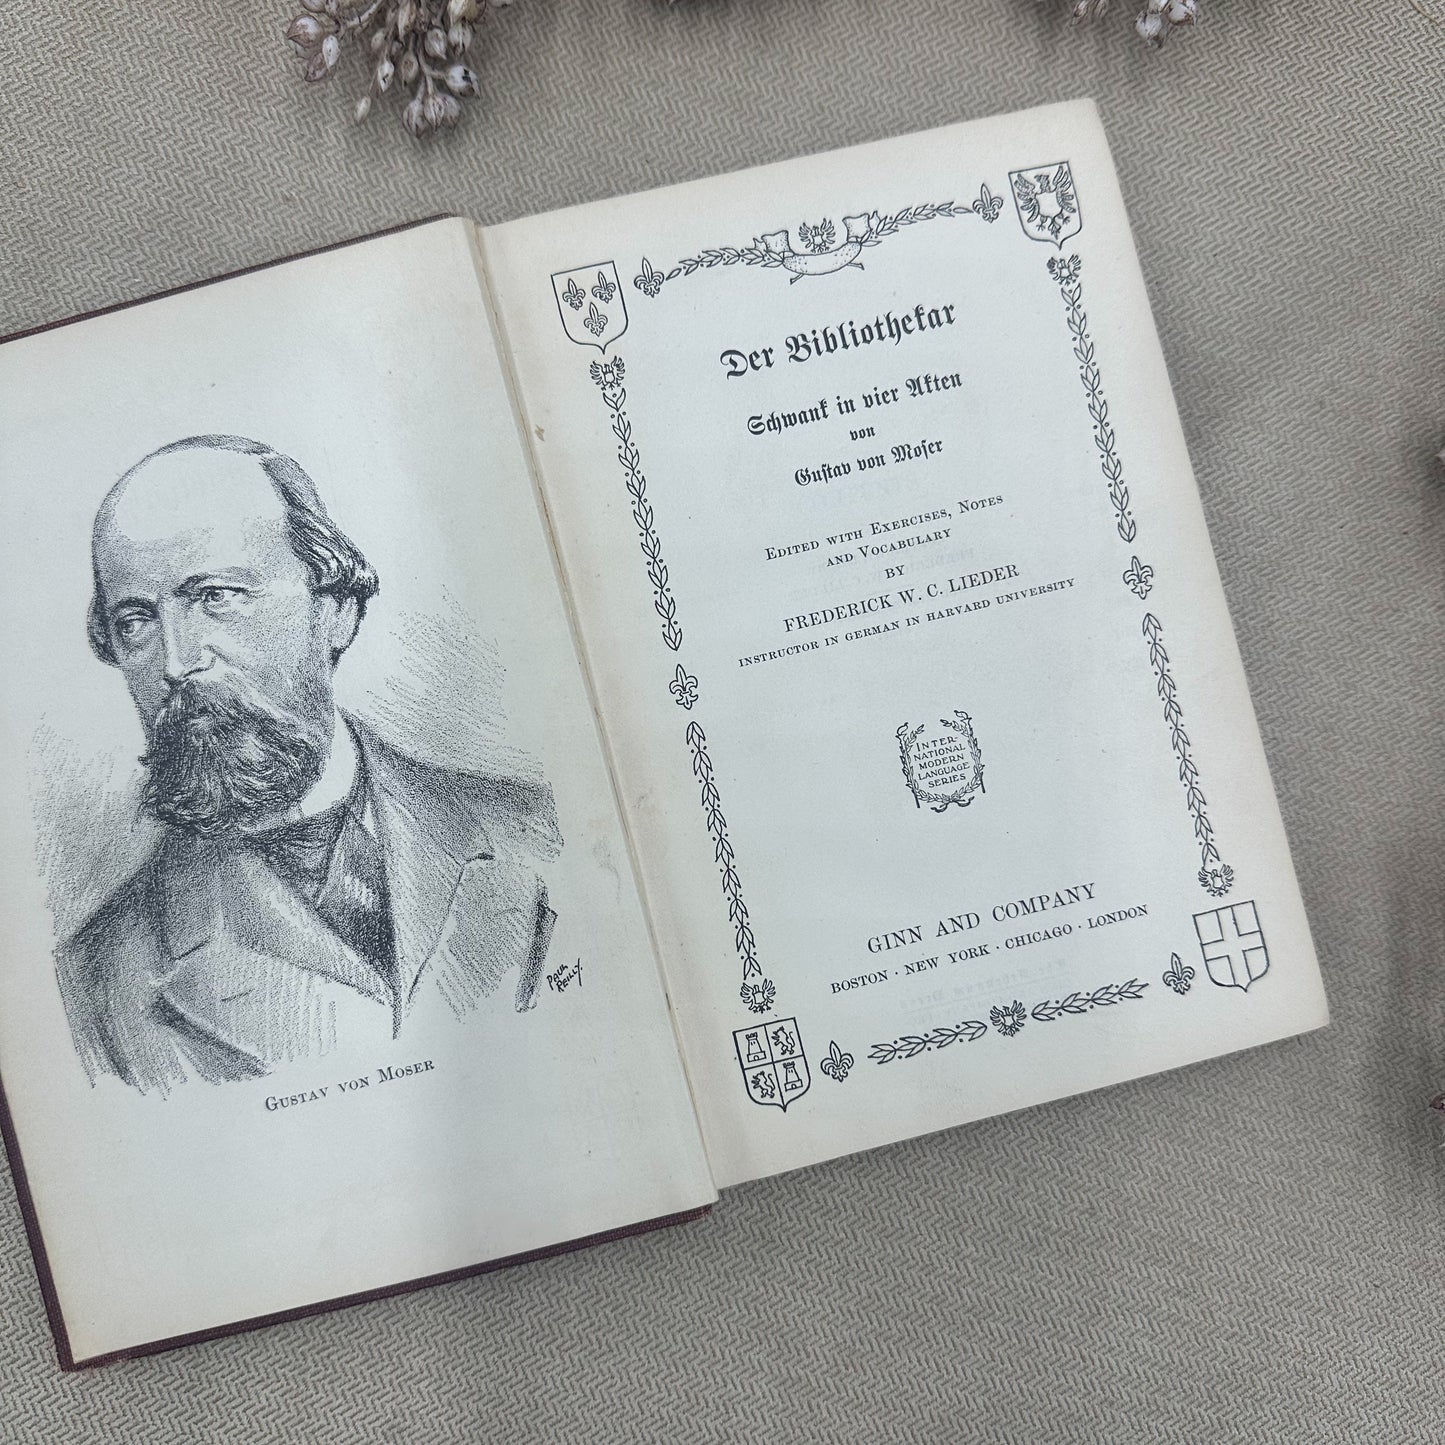 PAUL
REILLY.
GUSTAV VON MOSER
Der Bibliothekar
Schwank in vier Akten
von
Gustav von Moser
EDITED WITH EXERCISES, NOTES
AND VOCABULARY
BY
FREDERICK W. C. LIEDER
INSTRUCTOR IN GERMAN IN HARVARD UNIVERSITY
INTER-
NATIONAL
MODERN
LANGUAGE
SERIES
GINN AND COMPANY
BOSTON · NEW YORK · CHICAGO · LONDON